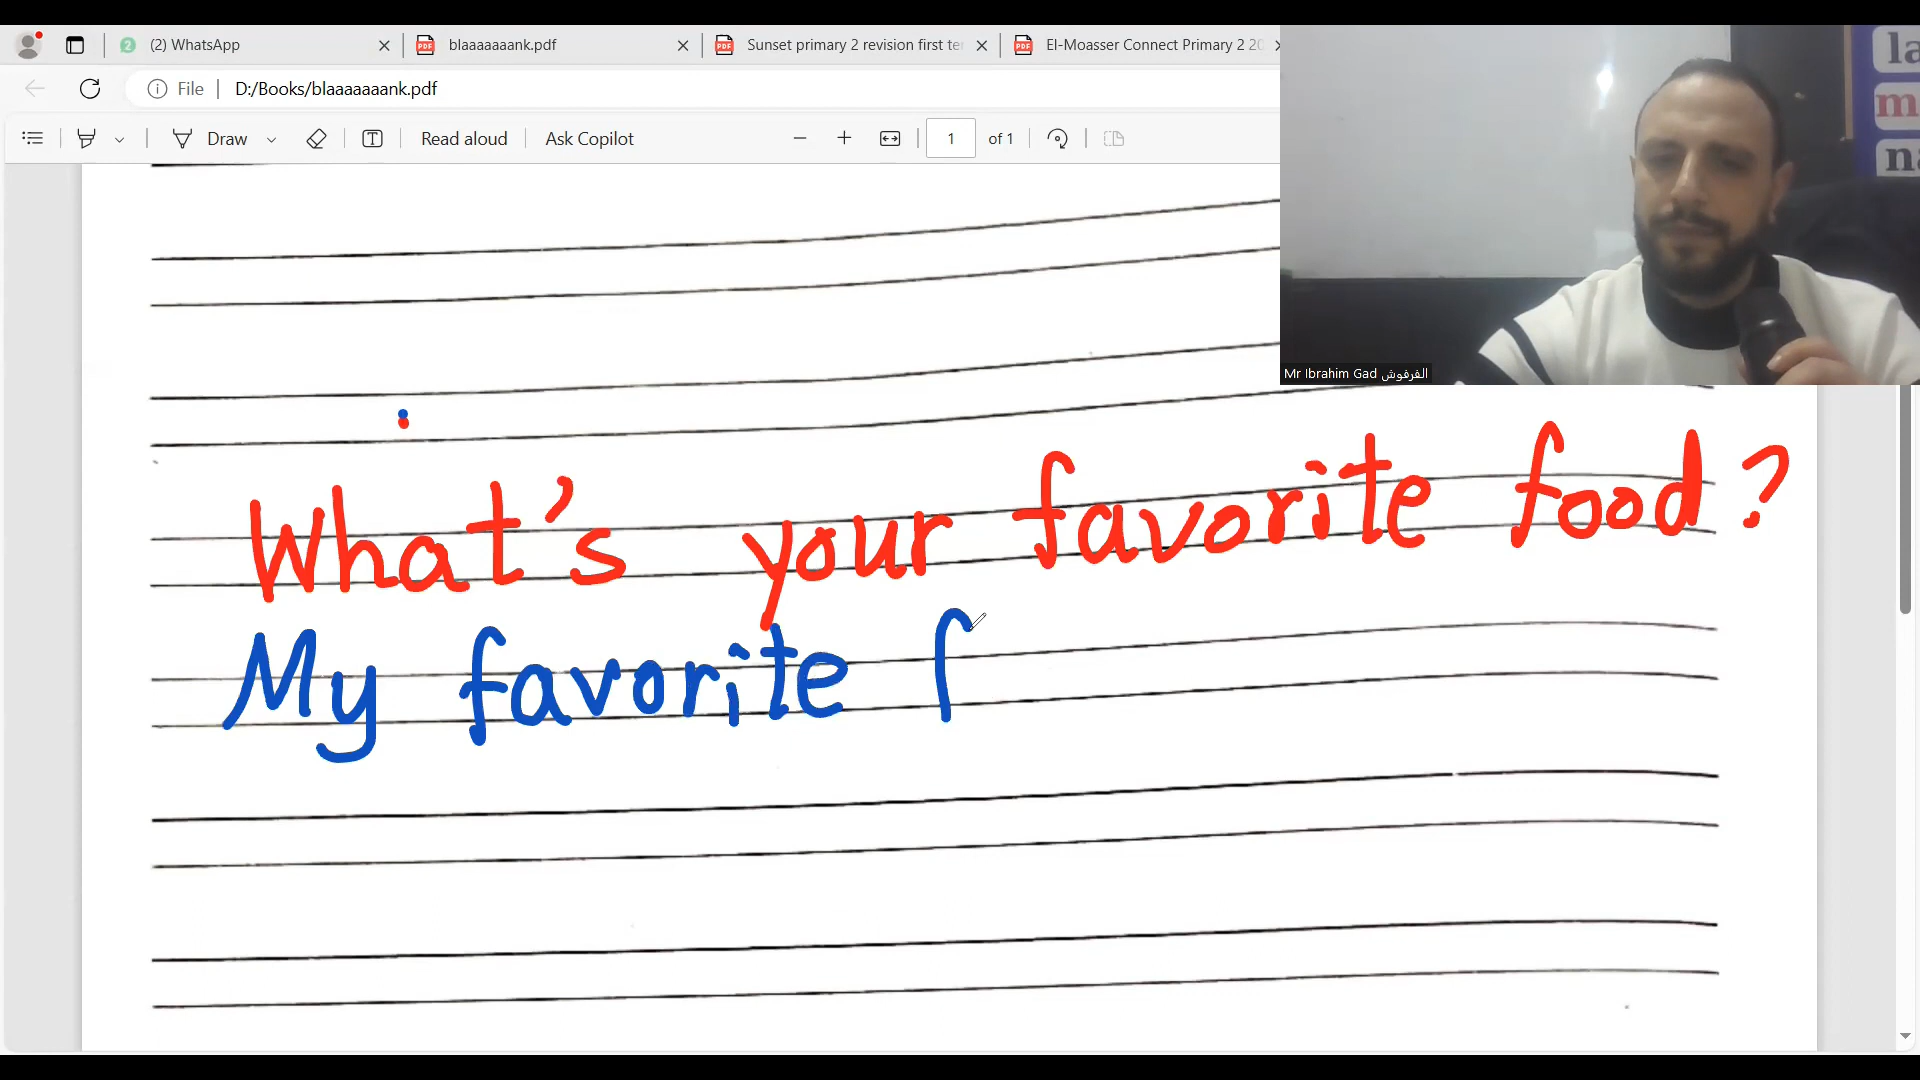 (2) WhatsApp
blaaaaaaank.pdf
Sunset primary 2 revision first te
El-Moasser Connect Primary 2 20
File
D:/Books/blaaaaaaank.pdf
Draw
Read aloud
Ask Copilot
1 of 1
la
m
na
Mr Ibrahim Gad الفرفوش
What's your favorite food?
My favorite f